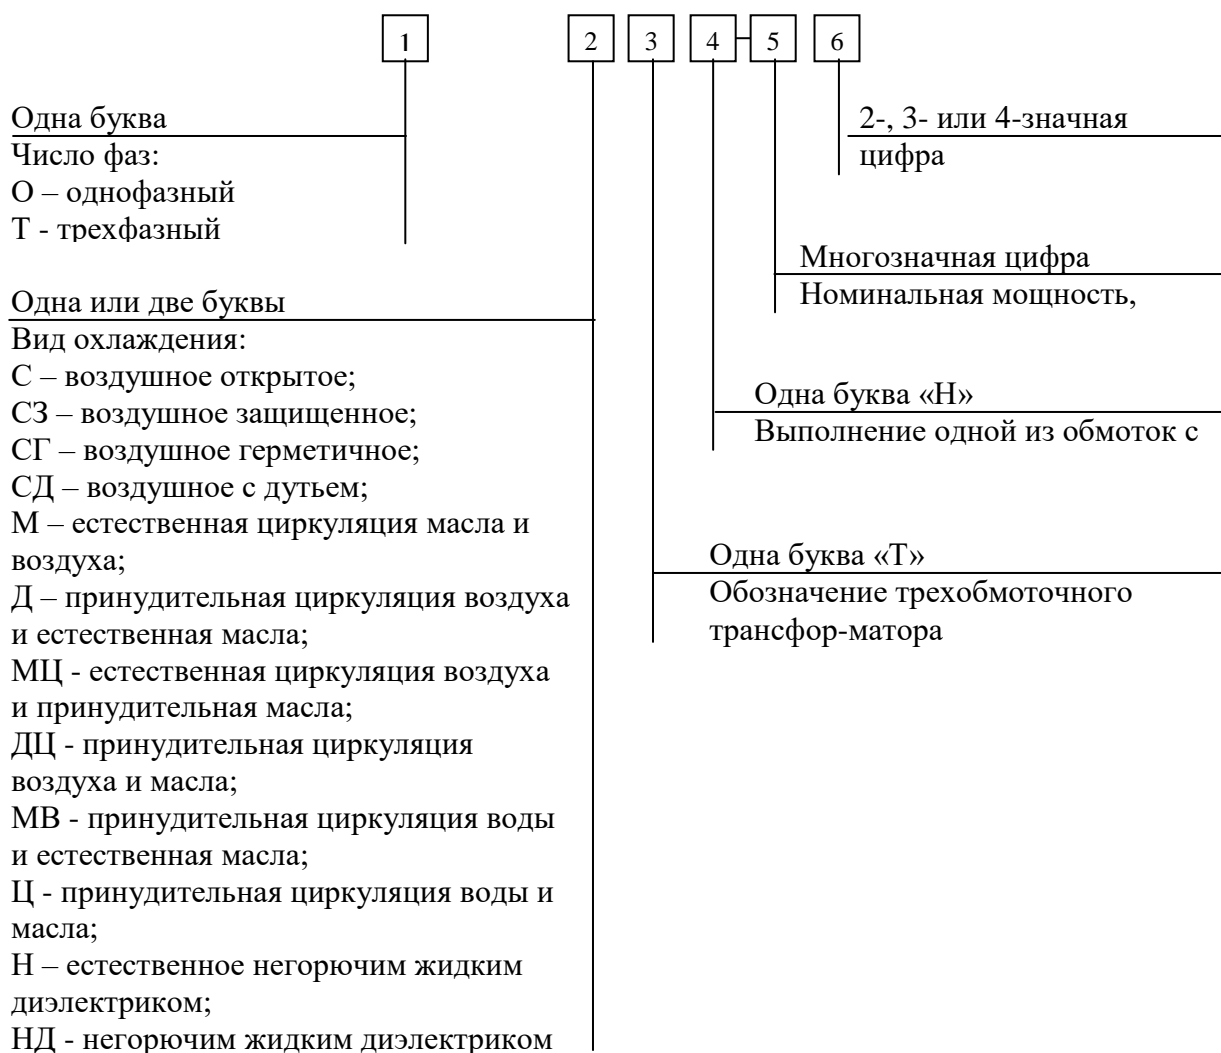 1 2 3 4 5 6
Одна буква
Число фаз:
О – однофазный
Т - трехфазный
2-, 3- или 4-значная
цифра
Многозначная цифра
Номинальная мощность,
Одна или две буквы
Вид охлаждения:
С – воздушное открытое;
СЗ – воздушное защищенное;
СГ – воздушное герметичное;
СД – воздушное с дутьем;
М – естественная циркуляция масла и
воздуха;
Д – принудительная циркуляция воздуха
и естественная масла;
МЦ - естественная циркуляция воздуха
и принудительная масла;
ДЦ - принудительная циркуляция
воздуха и масла;
МВ - принудительная циркуляция воды
и естественная масла;
Ц - принудительная циркуляция воды и
масла;
Н – естественное негорючим жидким
диэлектриком;
НД - негорючим жидким диэлектриком
Одна буква «Н»
Выполнение одной из обмоток с
Одна буква «Т»
Обозначение трехобмоточного
трансфор-матора